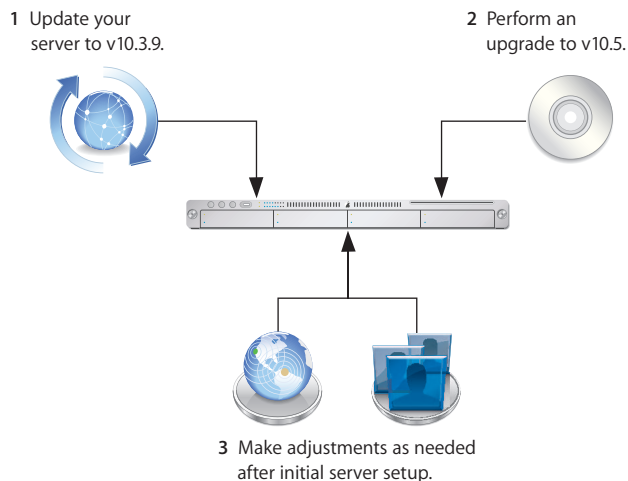 1 Update your
server to v10.3.9.
2 Perform an
upgrade to v10.5.
3 Make adjustments as needed
after initial server setup.